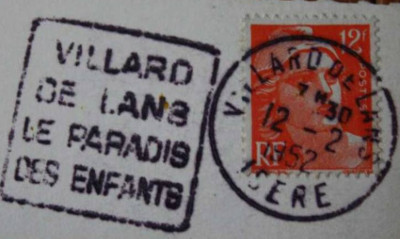 VILLARD
DE LANS
LE PARADIS
DES ENFANTS
12F
VILLARD DE LANS
12 - 2
1952
ISERE
RF